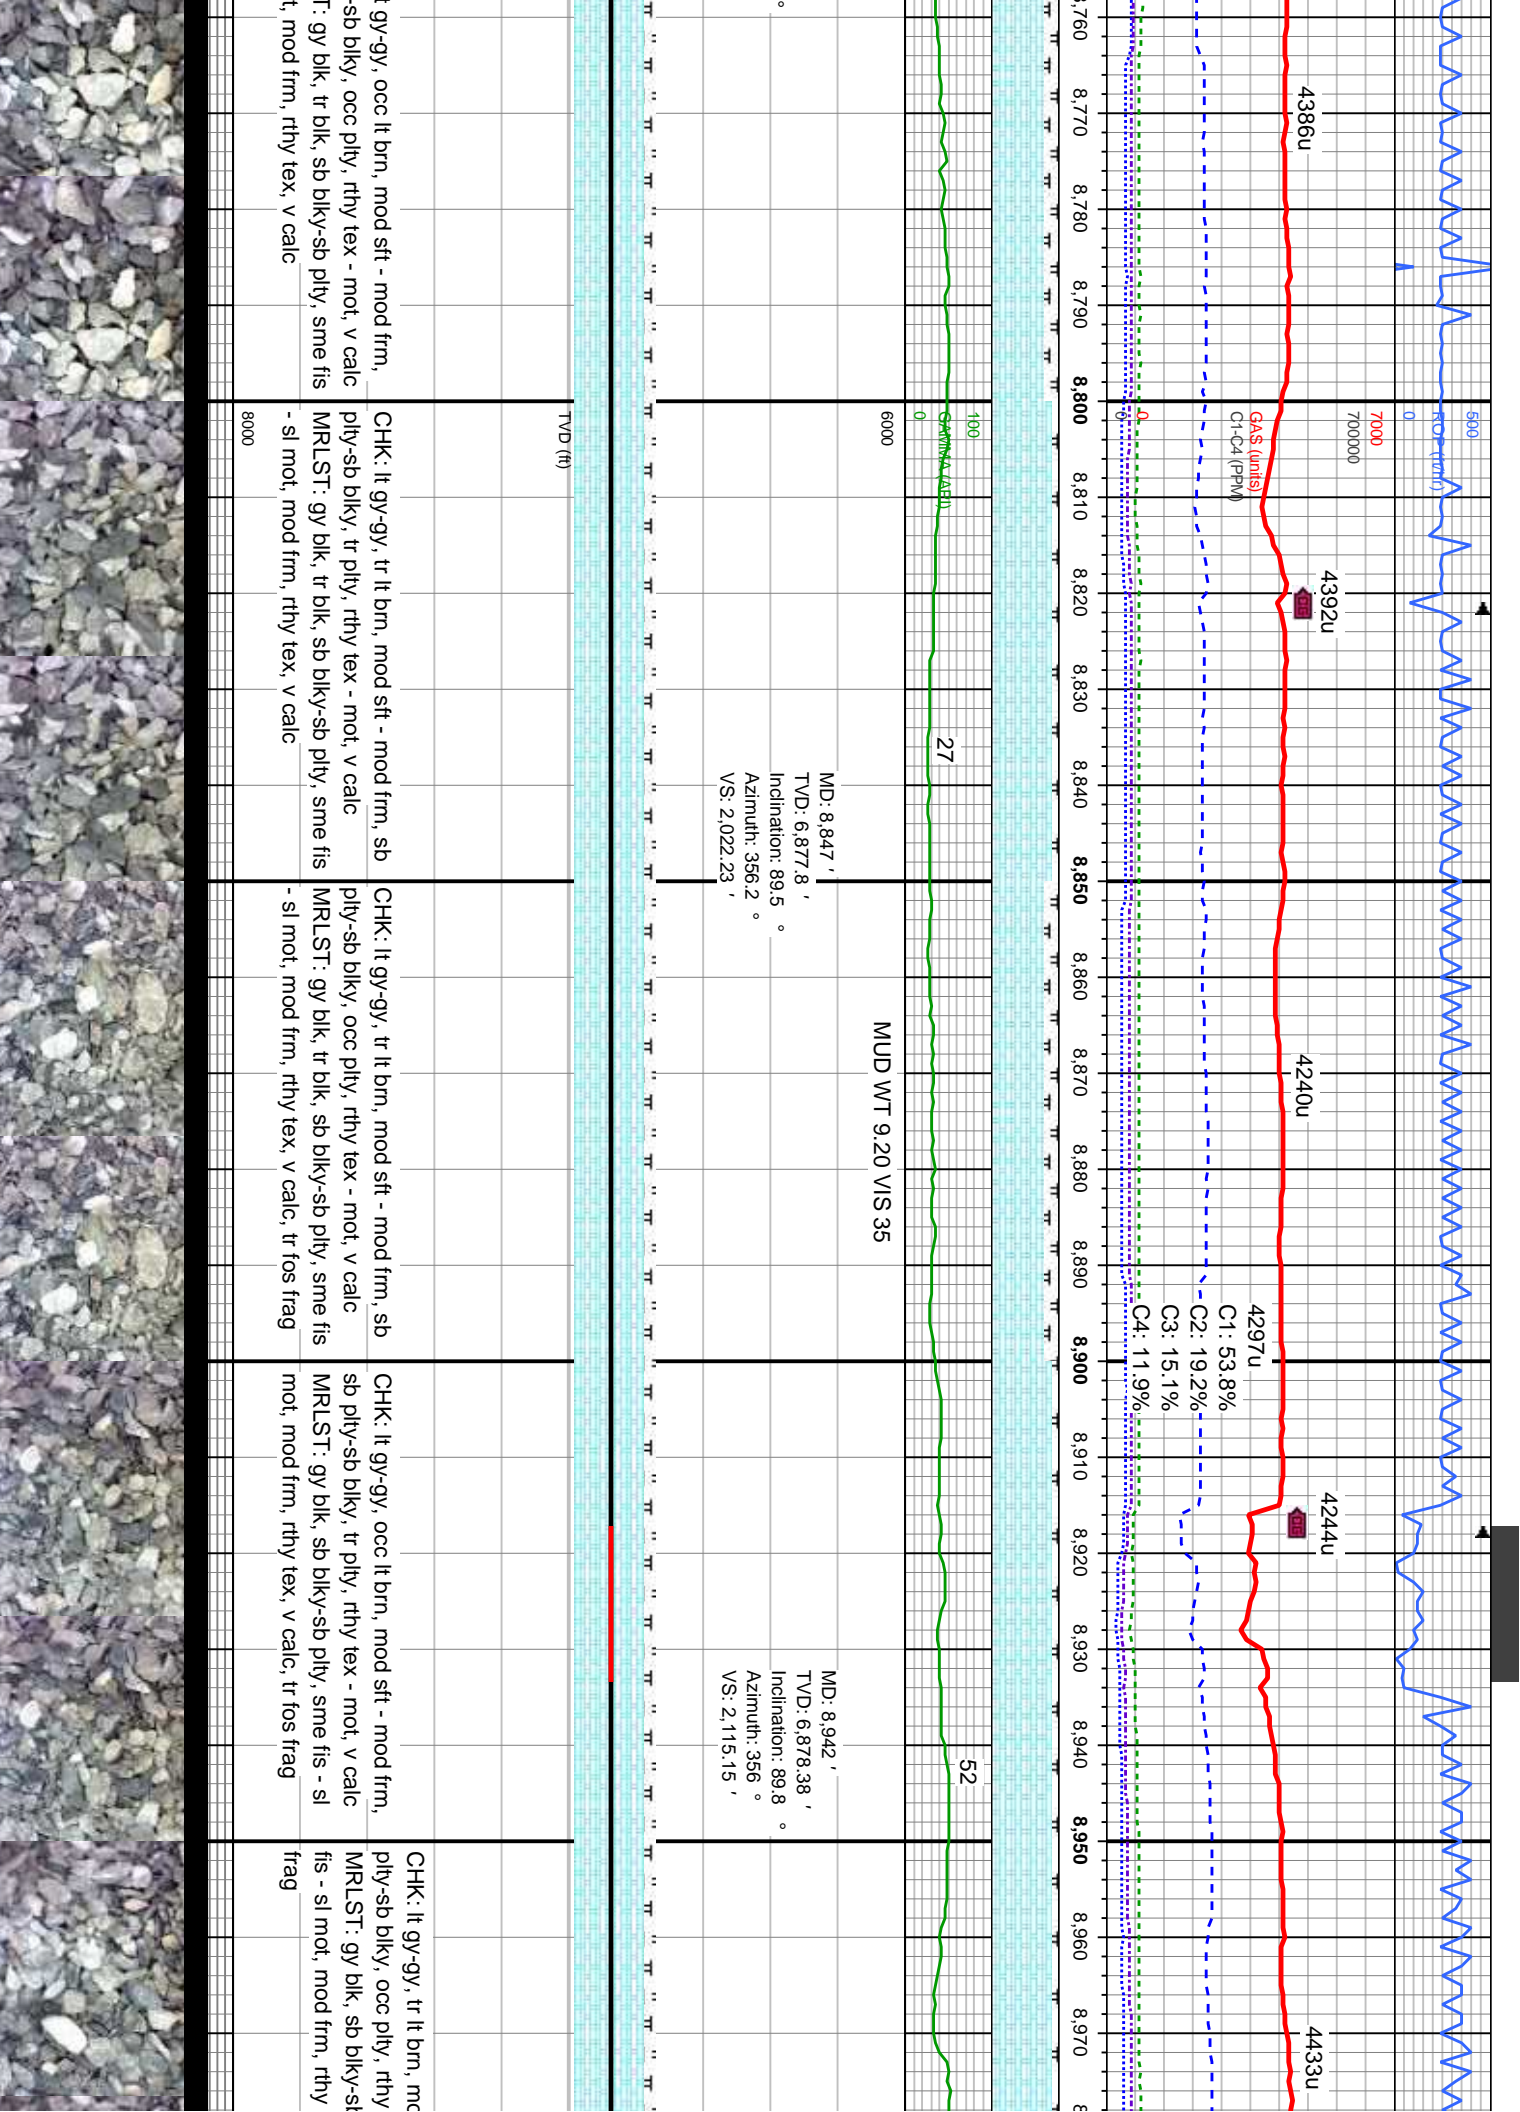 8,760
8,770
8,780
8,790
8,800
8,810
8,820
8,830
8,840
8,850
8,860
8,870
8,880
8,890
8,900
8,910
8,920
8,930
8,940
8,950
8,960
8,970
500
ROP (ft/hr)
0
7000
700000
GAS (units)
C1-C4 (PPM)
0
0
4386u
4392u
4240u
4297u
C1: 53.8%
C2: 19.2%
C3: 15.1%
C4: 11.9%
4244u
4433u
100
GAMMA (API)
0
27
52
6000
TVD (ft)
8000
MUD WT 9.20 VIS 35
°
MD: 8,847 '
TVD: 6,877.8 '
Inclination: 89.5 °
Azimuth: 356.2 °
VS: 2,022.23 '
MD: 8,942 '
TVD: 6,878.38 '
Inclination: 89.8 °
Azimuth: 356 °
VS: 2,115.15 '
t gy-gy, occ lt brn, mod sft - mod frm,
-sb blky, occ plty, rthy tex - mot, v calc
T: gy blk, tr blk, sb blky-sb plty, sme fis
t, mod frm, rthy tex, v calc
CHK: lt gy-gy, tr lt brn, mod sft - mod frm, sb
plty-sb blky, tr plty, rthy tex - mot, v calc
MRLST: gy blk, tr blk, sb blky-sb plty, sme fis
- sl mot, mod frm, rthy tex, v calc
CHK: lt gy-gy, tr lt brn, mod sft - mod frm, sb
plty-sb blky, occ plty, rthy tex - mot, v calc
MRLST: gy blk, tr blk, sb blky-sb plty, sme fis
- sl mot, mod frm, rthy tex, v calc, tr fos frag
CHK: lt gy-gy, occ lt brn, mod sft - mod frm,
sb plty-sb blky, tr plty, rthy tex - mot, v calc
MRLST: gy blk, sb blky-sb plty, sme fis - sl
mot, mod frm, rthy tex, v calc, tr fos frag
CHK: lt gy-gy, tr lt brn, mo
plty-sb blky, occ plty, rthy
MRLST: gy blk, sb blky-sb
fis - sl mot, mod frm, rthy
frag